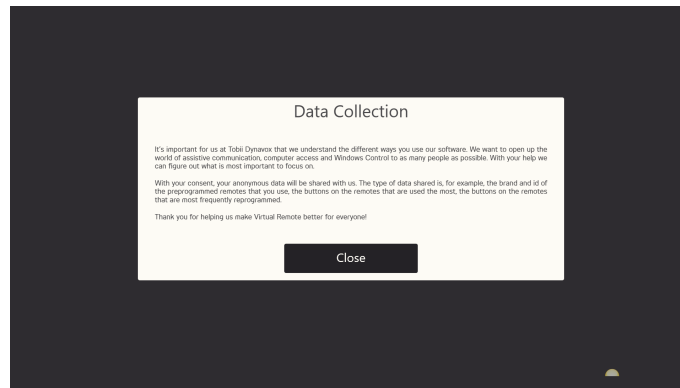 Data Collection
It's important for us at Tobii Dynavox that we understand the different ways you use our software. We want to open up the
world of assistive communication, computer access and Windows Control to as many people as possible. With your help we
can figure out what is most important to focus on.
With your consent, your anonymous data will be shared with us. The type of data shared is, for example, the brand and id of
the preprogrammed remotes that you use, the buttons on the remotes that are used the most, the buttons on the remotes
that are most frequently reprogrammed.
Thank you for helping us make Virtual Remote better for everyone!
Close